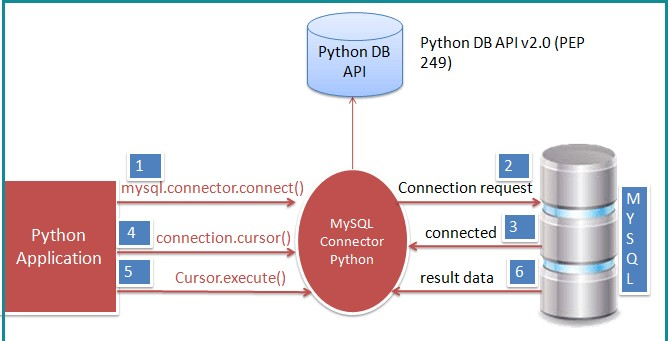 Python DB
API
Python DB API v2.0 (PEP
249)
1
mysql.connector.connect()
2
Connection request
Python
Application
4
connection.cursor()
MySQL
Connector
Python
3
connected
5
Cursor.execute()
6
result data
M
Y
S
Q
L